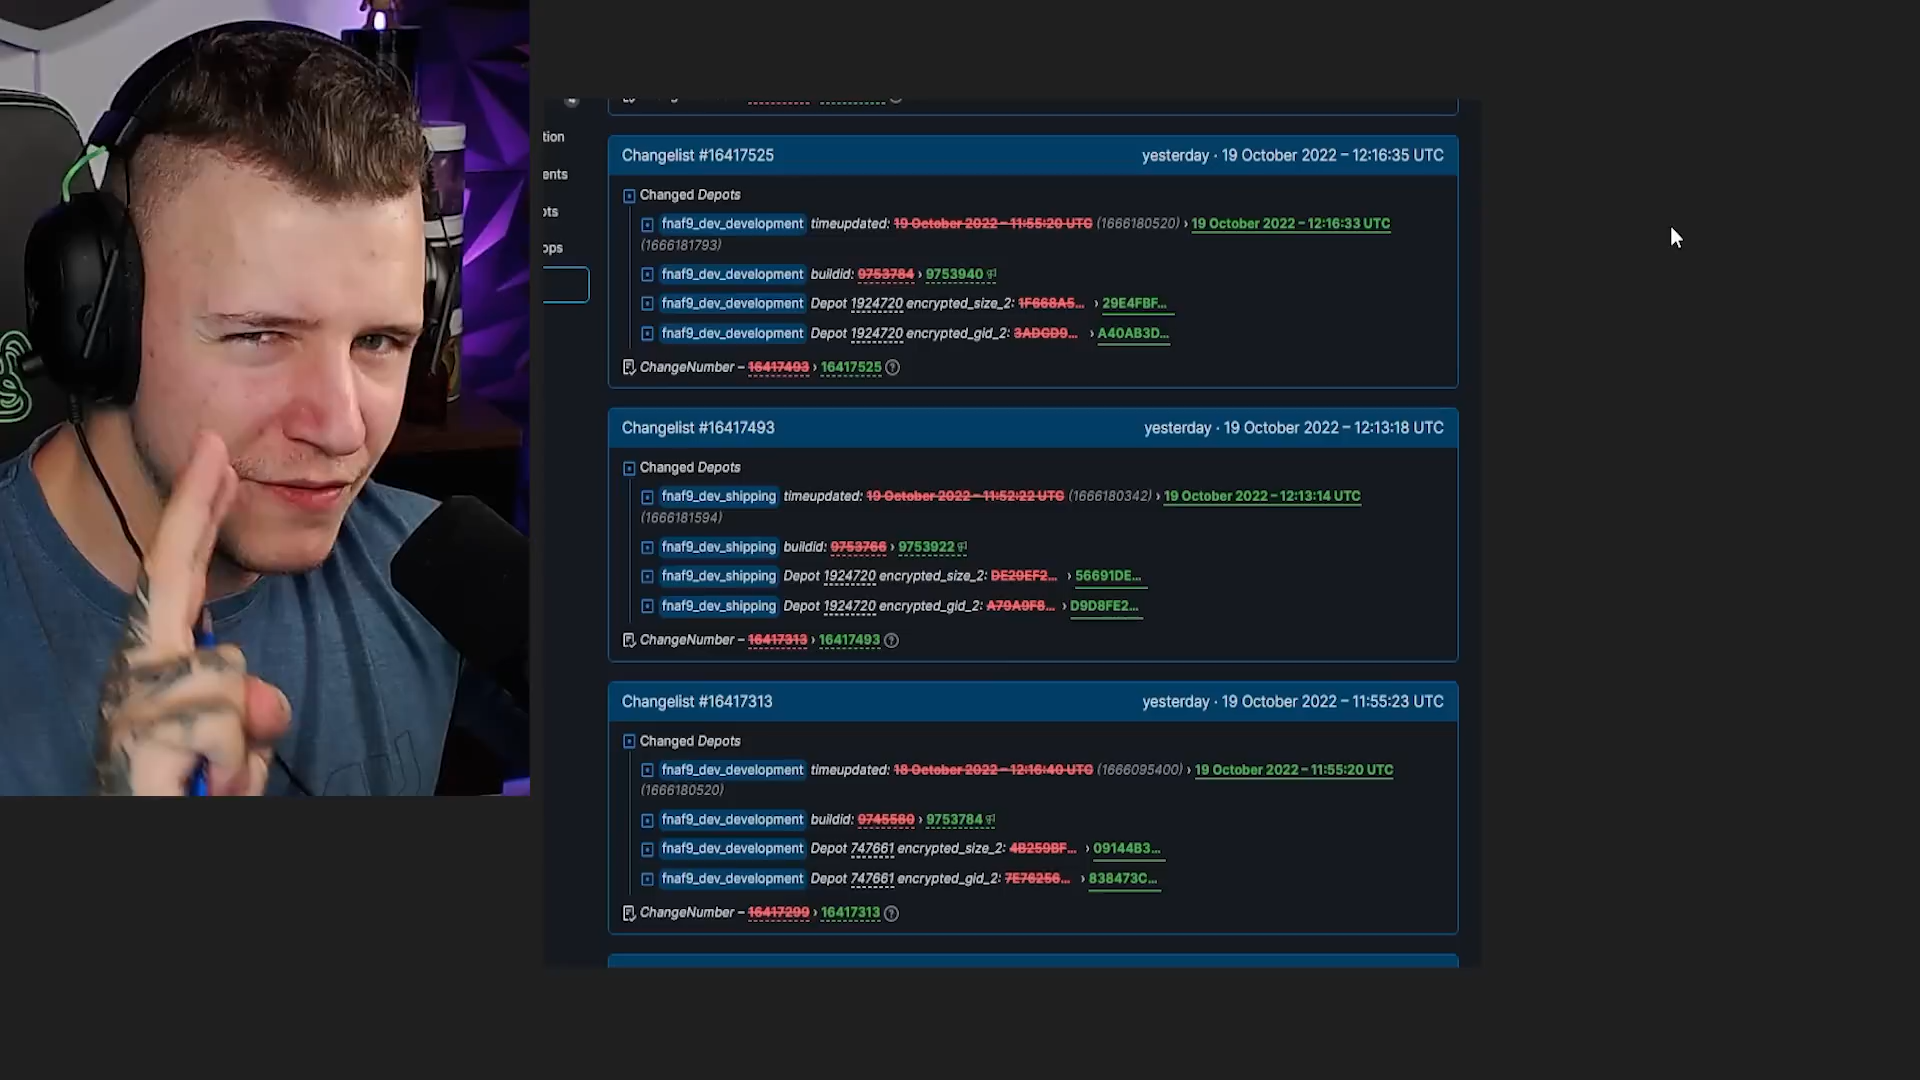 tion
ents
ots
ops
Changelist #16417525 yesterday · 19 October 2022 – 12:16:35 UTC
Changed Depots
fnaf9_dev_development timeupdated: 19 October 2022 – 11:55:20 UTC (1666180520) › 19 October 2022 – 12:16:33 UTC
(1666181793)
fnaf9_dev_development buildid: 9753784 › 9753940
fnaf9_dev_development Depot 1924720 encrypted_size_2: 1F668A5... › 29E4FBF...
fnaf9_dev_development Depot 1924720 encrypted_gid_2: 3ADCD9... › A40AB3D...
ChangeNumber – 16417493 › 16417525 ?
Changelist #16417493 yesterday · 19 October 2022 – 12:13:18 UTC
Changed Depots
fnaf9_dev_shipping timeupdated: 19 October 2022 – 11:52:22 UTC (1666180342) › 19 October 2022 – 12:13:14 UTC
(1666181594)
fnaf9_dev_shipping buildid: 9753766 › 9753922
fnaf9_dev_shipping Depot 1924720 encrypted_size_2: DE29EF2... › 56691DE...
fnaf9_dev_shipping Depot 1924720 encrypted_gid_2: A79A9F8... › D9D8FE2...
ChangeNumber – 16417313 › 16417493 ?
Changelist #16417313 yesterday · 19 October 2022 – 11:55:23 UTC
Changed Depots
fnaf9_dev_development timeupdated: 18 October 2022 – 12:16:40 UTC (1666095400) › 19 October 2022 – 11:55:20 UTC
(1666180520)
fnaf9_dev_development buildid: 9745580 › 9753784
fnaf9_dev_development Depot 747661 encrypted_size_2: 4B259BF... › 09144B3...
fnaf9_dev_development Depot 747661 encrypted_gid_2: 7E76256... › 838473C...
ChangeNumber – 16417299 › 16417313 ?